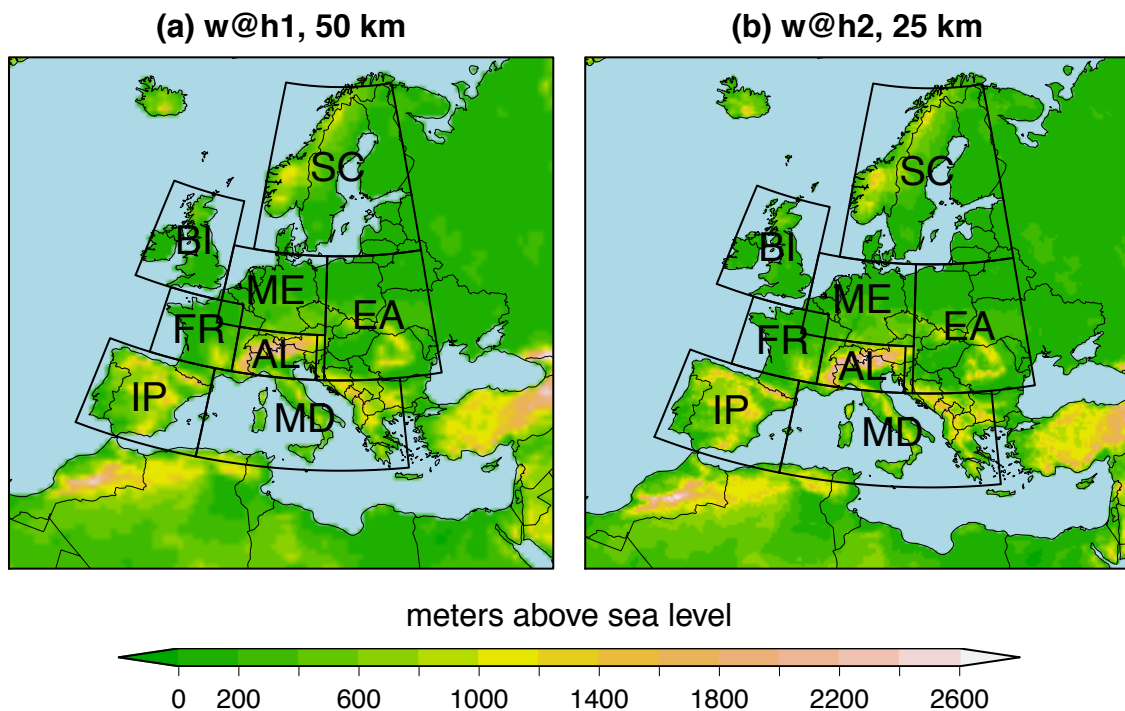 (a) w@h1, 50 km
(b) w@h2, 25 km
SC
BI
ME
EA
FR
AL
IP
MD
SC
BI
ME
EA
FR
AL
IP
MD
meters above sea level
0 200 600 1000 1400 1800 2200 2600